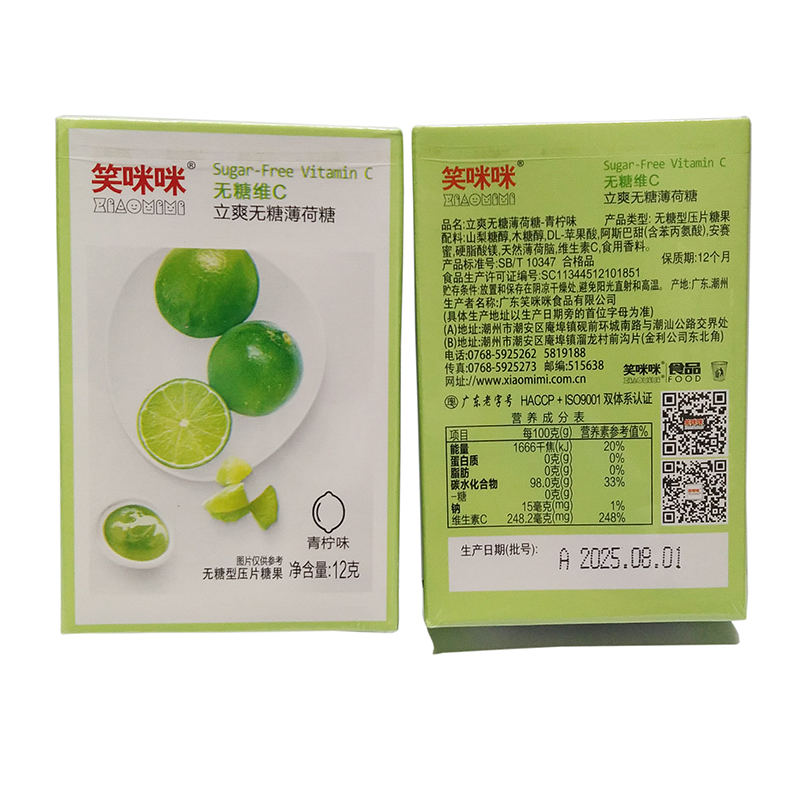 笑咪咪®
XIAOMIMI
Sugar-Free Vitamin C
无糖维C
立爽无糖薄荷糖
青柠味
图片仅供参考
无糖型压片糖果 净含量:12克
笑咪咪®
XIAOMIMI
Sugar-Free Vitamin C
无糖维C
立爽无糖薄荷糖
品名:立爽无糖薄荷糖-青柠味 产品类型: 无糖型压片糖果
配料:山梨糖醇,木糖醇,DL-苹果酸,阿斯巴甜(含苯丙氨酸),安赛
蜜,硬脂酸镁,天然薄荷脑,维生素C,食用香料。
产品标准号:SB/T 10347 合格品 保质期:12个月
食品生产许可证编号:SC11344512101851
贮存条件:放置和保存在阴凉干燥处,避免阳光直射和高温。 产地:广东.潮州
生产者名称:广东笑咪咪食品有限公司
(具体生产地址以生产日期旁的首位字母为准)
(A)地址:潮州市潮安区庵埠镇砚前环城南路与潮汕公路交界处
(B)地址:潮州市潮安区庵埠镇溜龙村前沟片(金利公司东北角)
电话:0768-5925262 5819188
传真:0768-5925273 邮编:515638
网址://www.xiaomimi.com.cn
笑咪咪 食品
XIAOMIMI FOOD
广东老字号 HACCP+ISO9001 双体系认证
营养成分表
项目 每100克(g) 营养素参考值%
能量 1666千焦(kJ) 20%
蛋白质 0克(g) 0%
脂肪 0克(g) 0%
碳水化合物 98.0克(g) 33%
-糖 0克(g)
钠 15毫克(mg) 1%
维生素C 248.2毫克(mg) 248%
生产日期(批号): A 2025.08.01